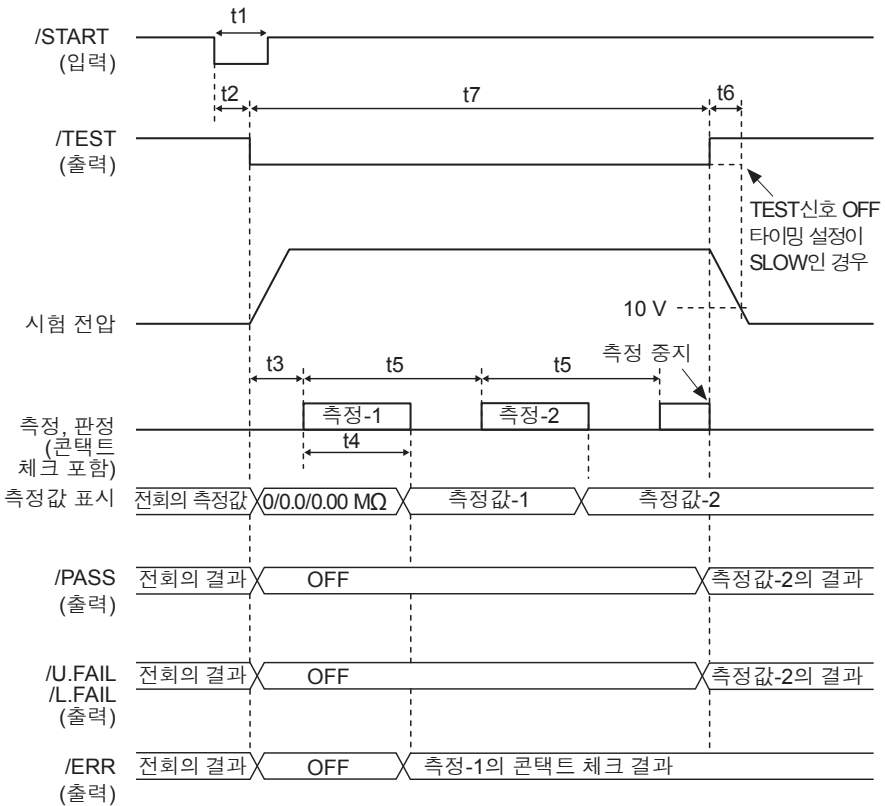 t1
/START
(입력)
t2
t7
t6
/TEST
(출력)
TEST신호 OFF
타이밍 설정이
SLOW인 경우
시험 전압
10 V
측정 중지
t3
t5
t5
측정, 판정
(콘택트
체크 포함)
측정-1
측정-2
t4
측정값 표시
전회의 측정값
0/0.0/0.00 MΩ
측정값-1
측정값-2
/PASS
(출력)
전회의 결과
OFF
측정값-2의 결과
/U.FAIL
/L.FAIL
(출력)
전회의 결과
OFF
측정값-2의 결과
/ERR
(출력)
전회의 결과
OFF
측정-1의 콘택트 체크 결과